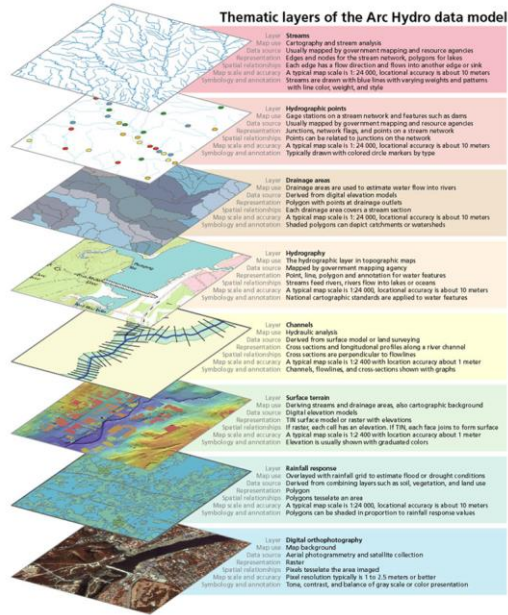 Thematic layers of the Arc Hydro data model
Layer Streams
Map use Cartography and stream analysis
Data source Usually mapped by government mapping and resource agencies
Representation Edges and nodes for the stream network, polygons for lakes
Spatial relationships Each edge has a flow direction and flows into another edge or sink
Map scale and accuracy A typical map scale is 1: 24 000, locational accuracy is about 10 meters
Symbology and annotation Streams are drawn with blue lines with varying weights and patterns
with line color, weight, and style
Layer Hydrographic points
Map use Gage stations on a stream network and features such as dams
Data source Usually mapped by government mapping and resource agencies
Representation Junctions, network flags, and points on a stream network
Spatial relationships Points can be related to junctions on the network
Map scale and accuracy A typical map scale is 1: 24 000, locational accuracy is about 10 meters
Symbology and annotation Typically drawn with colored circle markers by type
Layer Drainage areas
Map use Drainage areas are used to estimate water flow into rivers
Data source Derived from digital elevation models
Representation Polygon with points at drainage outlets
Spatial relationships Each drainage area covers a stream section
Map scale and accuracy A typical map scale is 1: 24 000, locational accuracy is about 10 meters
Symbology and annotation Shaded polygons can depict catchments or watersheds
Layer Hydrography
Map use The hydrographic layer in topographic maps
Data source Mapped by government mapping agency
Representation Point, line, polygon and annotation for water features
Spatial relationships Streams feed rivers, rivers flow into lakes or oceans
Map scale and accuracy A typical map scale is 1:24 000, locational accuracy is about 10 meters
Symbology and annotation National cartographic standards are applied to water features
Layer Channels
Map use Hydraulic analysis
Data source Derived from surface model or land surveying
Representation Cross sections and longitudonal profiles along a river channel
Spatial relationships Cross sections are perpendicular to flowlines
Map scale and accuracy A typical map scale is 1:2 400 with location accuracy about 1 meter
Symbology and annotation Channels, flowlines, and cross-sections shown with graphs
Layer Surface terrain
Map use Deriving streams and drainage areas, also cartographic background
Data source Digital elevation models
Representation TIN surface model or raster with elevations
Spatial relationships If raster, each cell has an elevation. If TIN, each face joins to form surface
Map scale and accuracy A typical map scale is 1:2 400 with location accuracy about 1 meter
Symbology and annotation Elevation is usually shown with graduated colors
Layer Rainfall response
Map use Overlayed with rainfall grid to estimate flood or drought conditions
Data source Derived from combining layers such as soil, vegetation, and land use
Representation Polygon
Spatial relationships Polygons tesselate an area
Map scale and accuracy A typical map scale is 1:24 000, locational accuracy is about 10 meters
Symbology and annotation Polygons can be shaded in proportion to rainfall response values
Layer Digital orthophotography
Map use Map background
Data source Aerial photogrammetry and satellite collection
Representation Raster
Spatial relationships Pixels tesselate the area imaged
Map scale and accuracy Pixel resolution typically is 1 to 2.5 meters or better
Symbology and annotation Tone, contrast, and balance of gray scale or color presentation